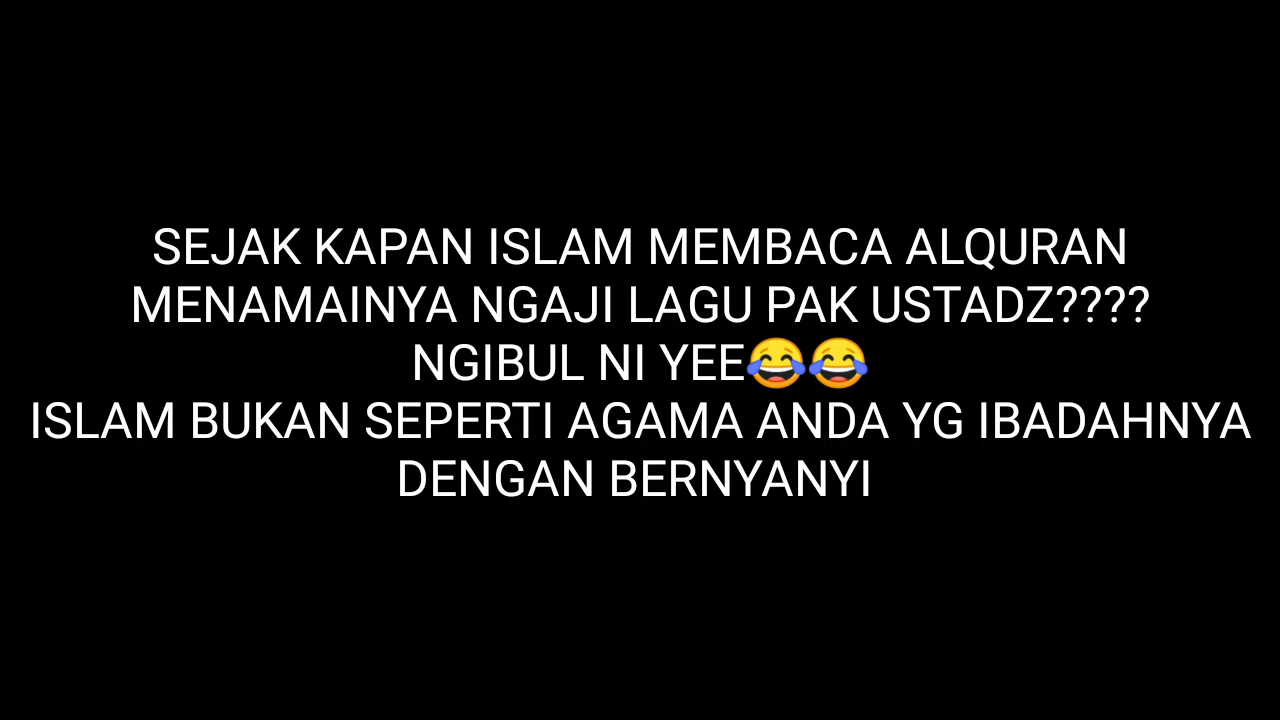 SEJAK KAPAN ISLAM MEMBACA ALQURAN
MENAMAINYA NGAJI LAGU PAK USTADZ????
NGIBUL NI YEE😂😂
ISLAM BUKAN SEPERTI AGAMA ANDA YG IBADAHNYA
DENGAN BERNYANYI